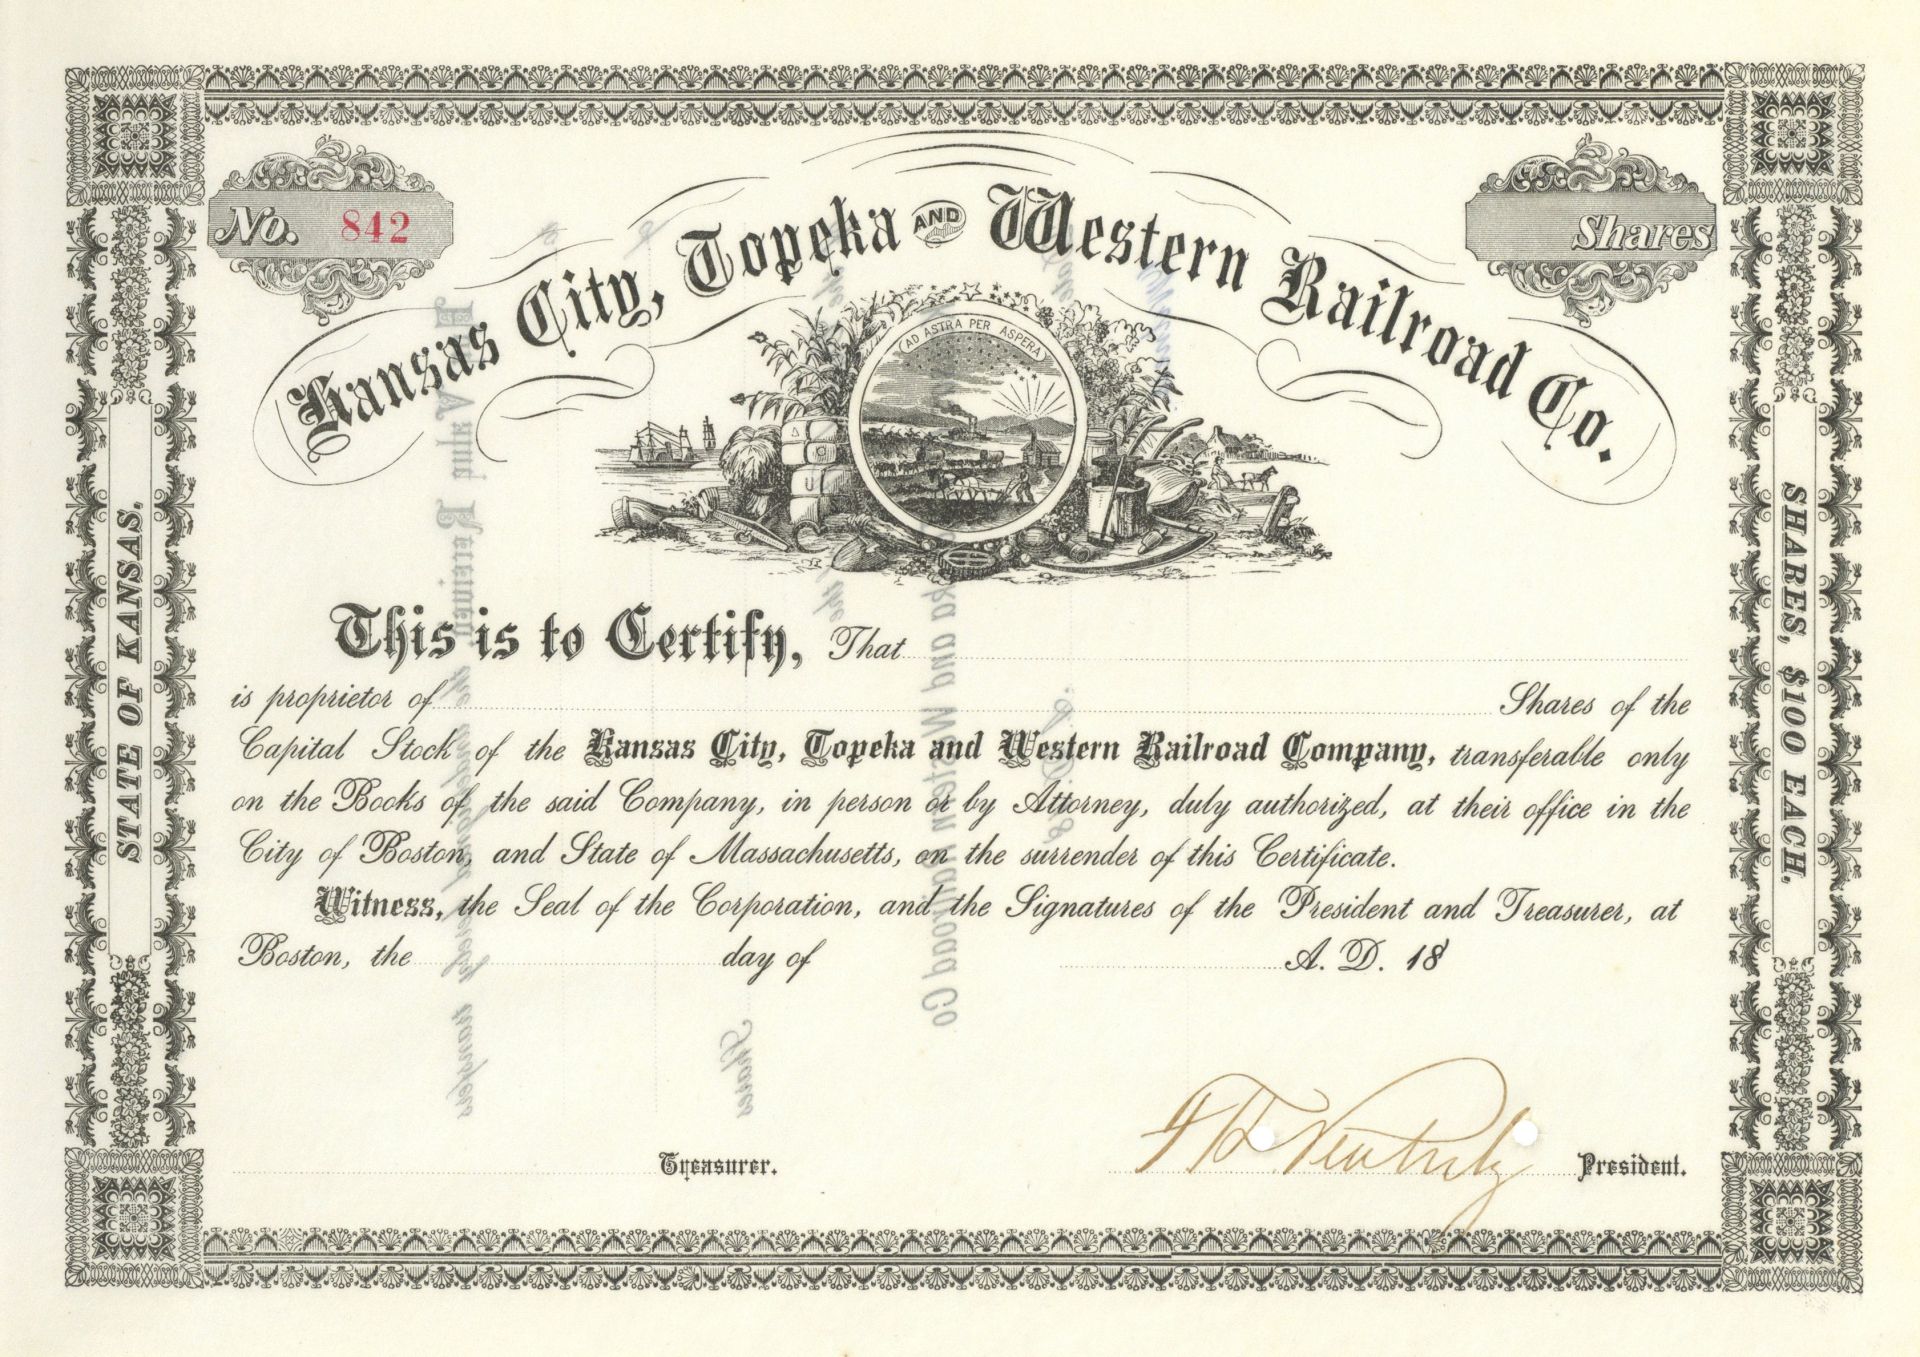 No. 842
Shares
Kansas City, Topeka AND Western Railroad Co.
AD ASTRA PER ASPERA
STATE OF KANSAS.
SHARES, $100 EACH.
This is to Certify, That
is proprietor of Shares of the
Capital Stock of the Kansas City, Topeka and Western Railroad Company, transferable only
on the Books of the said Company, in person or by Attorney, duly authorized, at their office in the
City of Boston, and State of Massachusetts, on the surrender of this Certificate.
Witness, the Seal of the Corporation, and the Signatures of the President and Treasurer, at
Boston, the day of A. D. 18
Treasurer.
President.